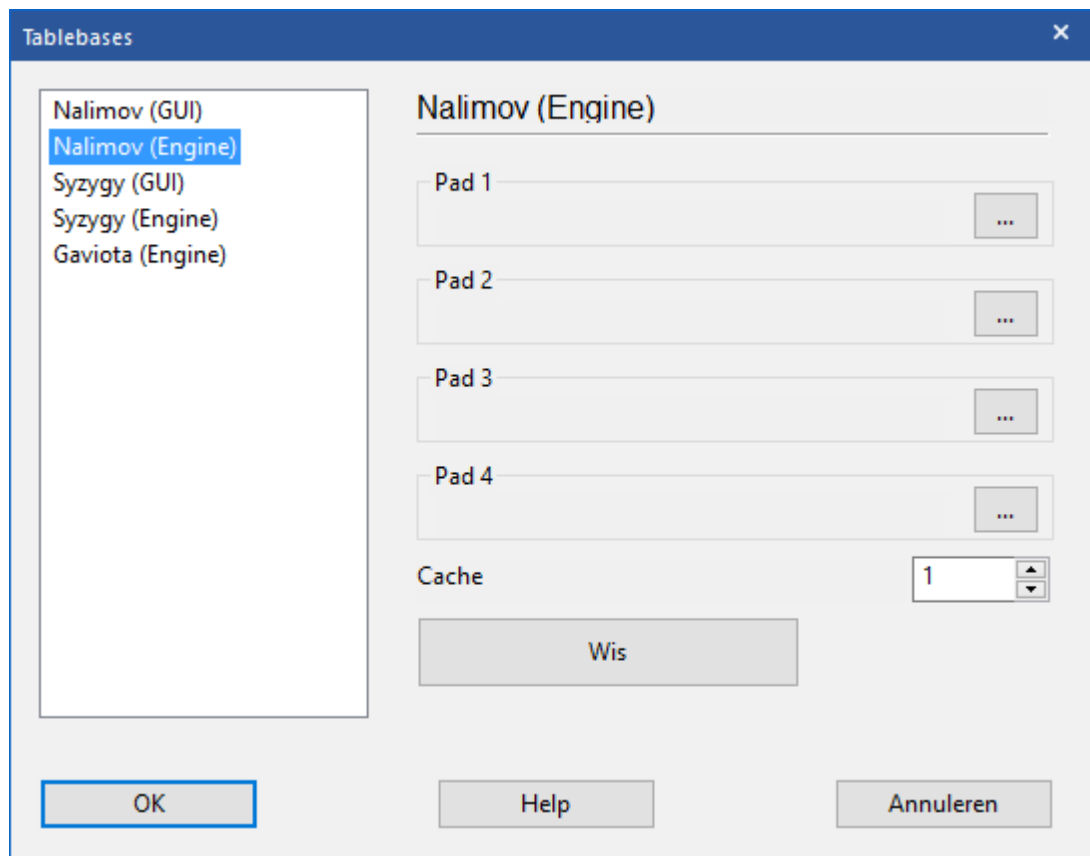 Tablebases
Nalimov (GUI)
Nalimov (Engine)
Syzygy (GUI)
Syzygy (Engine)
Gaviota (Engine)
Nalimov (Engine)
Pad 1
...
Pad 2
...
Pad 3
...
Pad 4
...
Cache 1
Wis
OK Help Annuleren